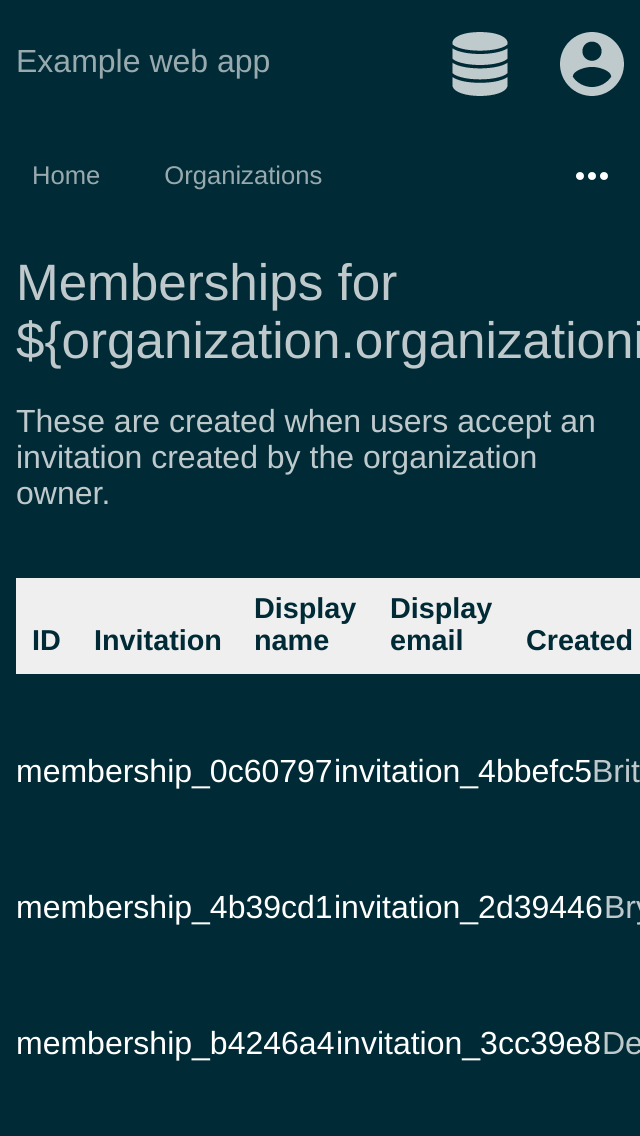 Example web app
Home Organizations
Memberships for
${organization.organizationi
These are created when users accept an
invitation created by the organization
owner.
ID Invitation Display name Display email Created
membership_0c60797 invitation_4bbefc5 Brit
membership_4b39cd1 invitation_2d39446 Bry
membership_b4246a4 invitation_3cc39e8 De